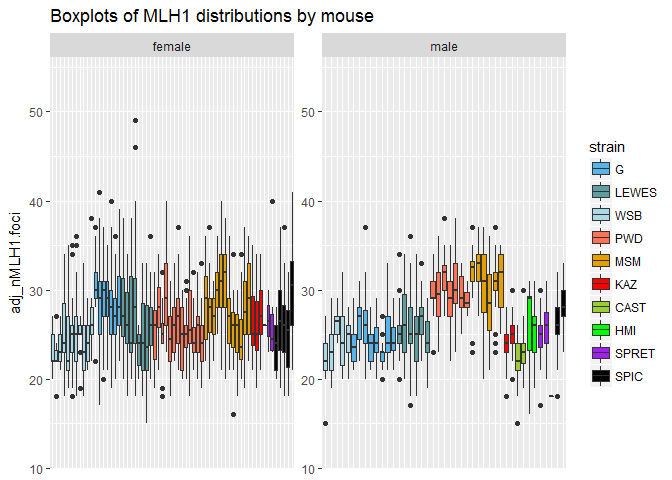 Boxplots of MLH1 distributions by mouse
female
male
50
40
30
20
10
50
40
30
20
10
adj_nMLH1.foci
strain
G
LEWES
WSB
PWD
MSM
KAZ
CAST
HMI
SPRET
SPIC